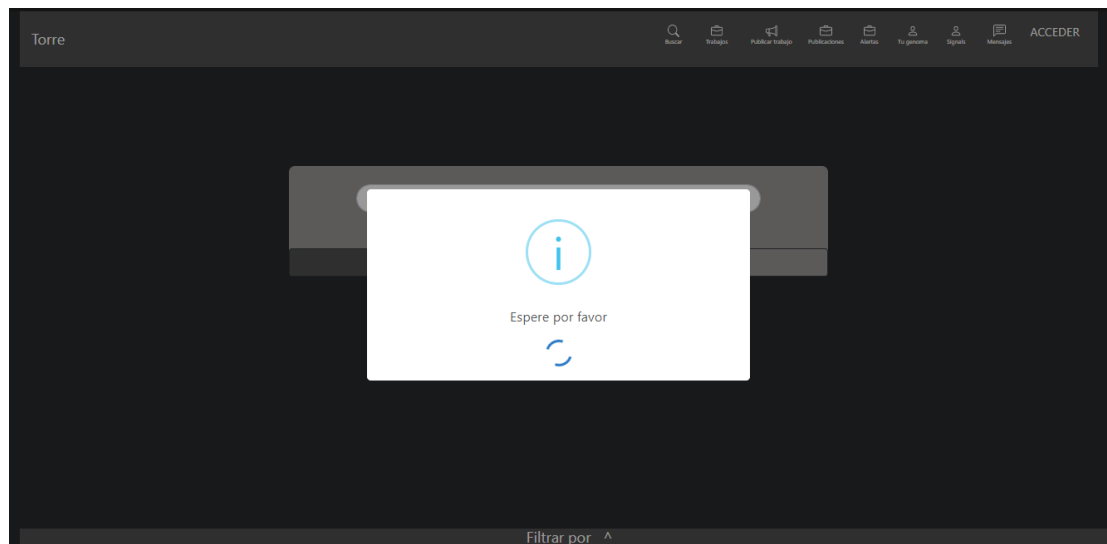 Torre
Buscar
Trabajos
Publicar trabajo
Publicaciones
Alertas
Tu genoma
Signals
Mensajes
ACCEDER
Espere por favor
Filtrar por ^